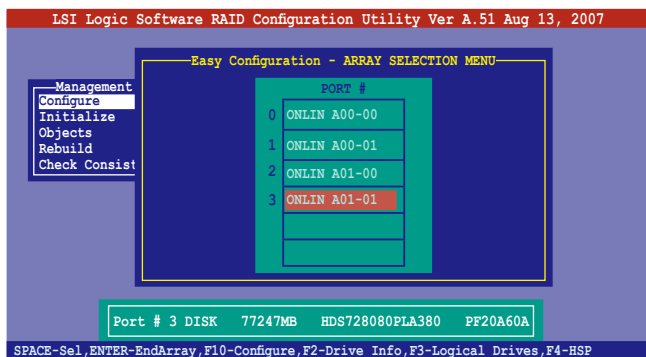 LSI Logic Software RAID Configuration Utility Ver A.51 Aug 13, 2007
Easy Configuration - ARRAY SELECTION MENU
Management
Configure
Initialize
Objects
Rebuild
Check Consist
PORT #
0 ONLIN A00-00
1 ONLIN A00-01
2 ONLIN A01-00
3 ONLIN A01-01
Port # 3 DISK 77247MB HDS728080PLA380 PF20A60A
SPACE-Sel,ENTER-EndArray,F10-Configure,F2-Drive Info,F3-Logical Drives,F4-HSP